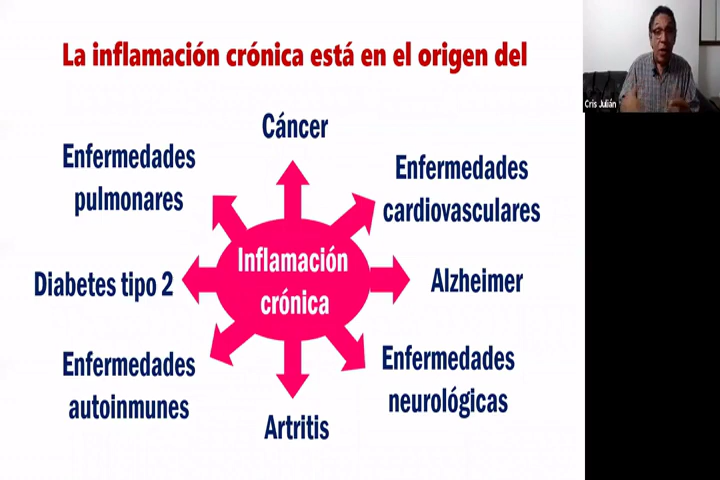 La inflamación crónica está en el origen del
Cris Julián
Cáncer
Enfermedades
pulmonares
Enfermedades
cardiovasculares
Inflamación
crónica
Diabetes tipo 2
Alzheimer
Enfermedades
autoinmunes
Enfermedades
neurológicas
Artritis